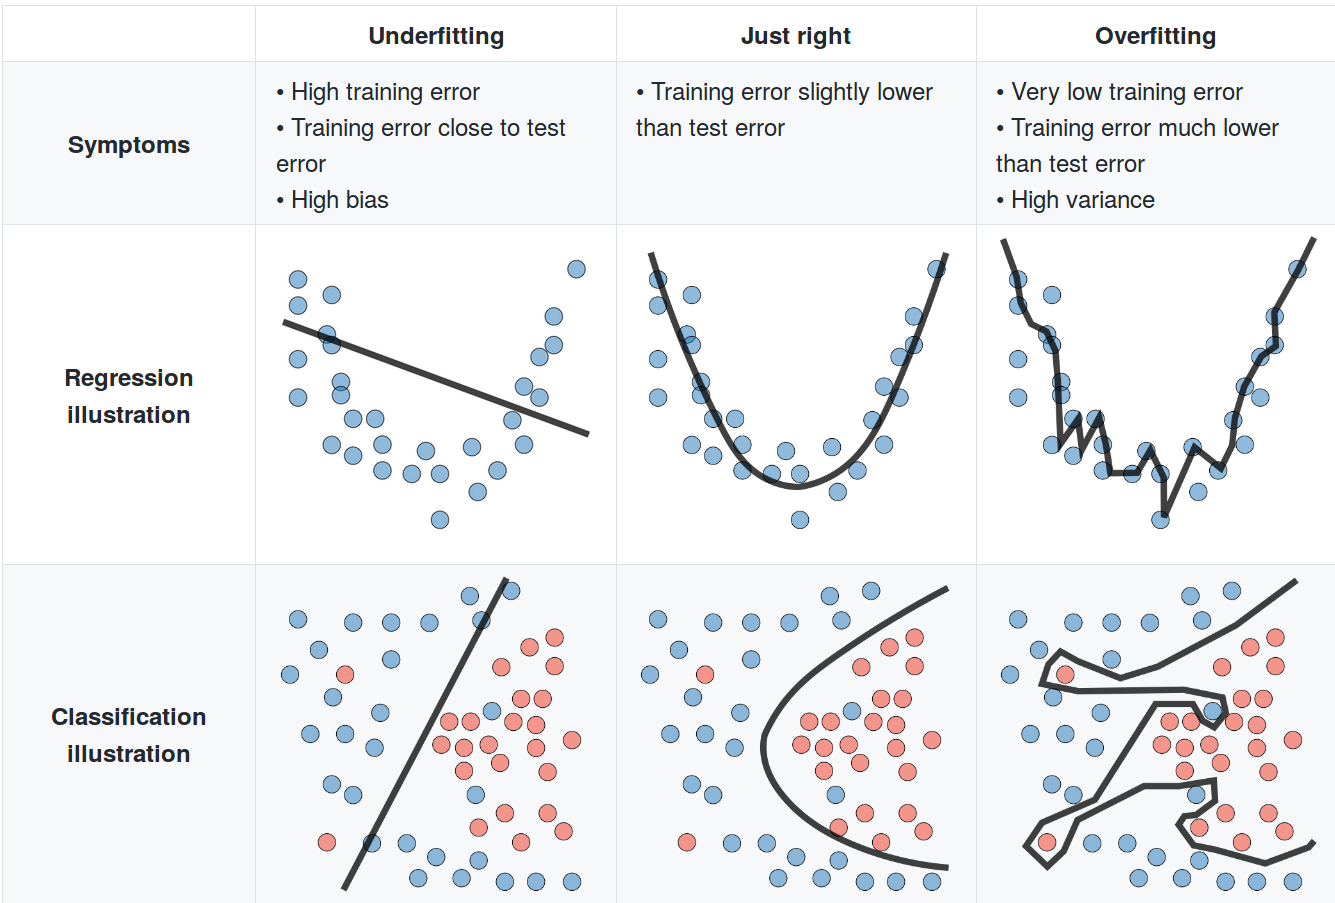 Underfitting
Just right
Overfitting
Symptoms
• High training error
• Training error close to test
error
• High bias
• Training error slightly lower
than test error
• Very low training error
• Training error much lower
than test error
• High variance
Regression
illustration
Classification
illustration